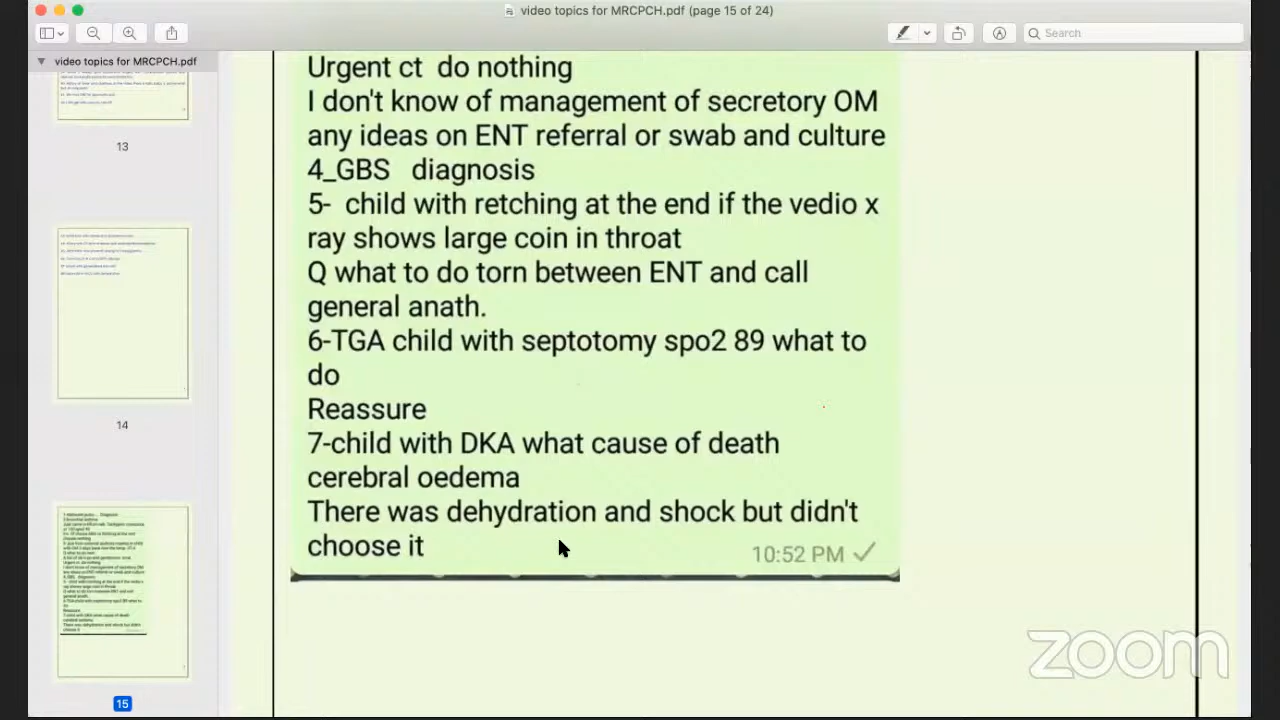 video topics for MRCPCH.pdf (page 15 of 24)
Search
video topics for MRCPCH.pdf
13
14
15
Urgent ct do nothing
I don't know of management of secretory OM
any ideas on ENT referral or swab and culture
4_GBS diagnosis
5- child with retching at the end if the vedio x
ray shows large coin in throat
Q what to do torn between ENT and call
general anath.
6-TGA child with septotomy spo2 89 what to
do
Reassure
7-child with DKA what cause of death
cerebral oedema
There was dehydration and shock but didn't
choose it
10:52 PM
zoom